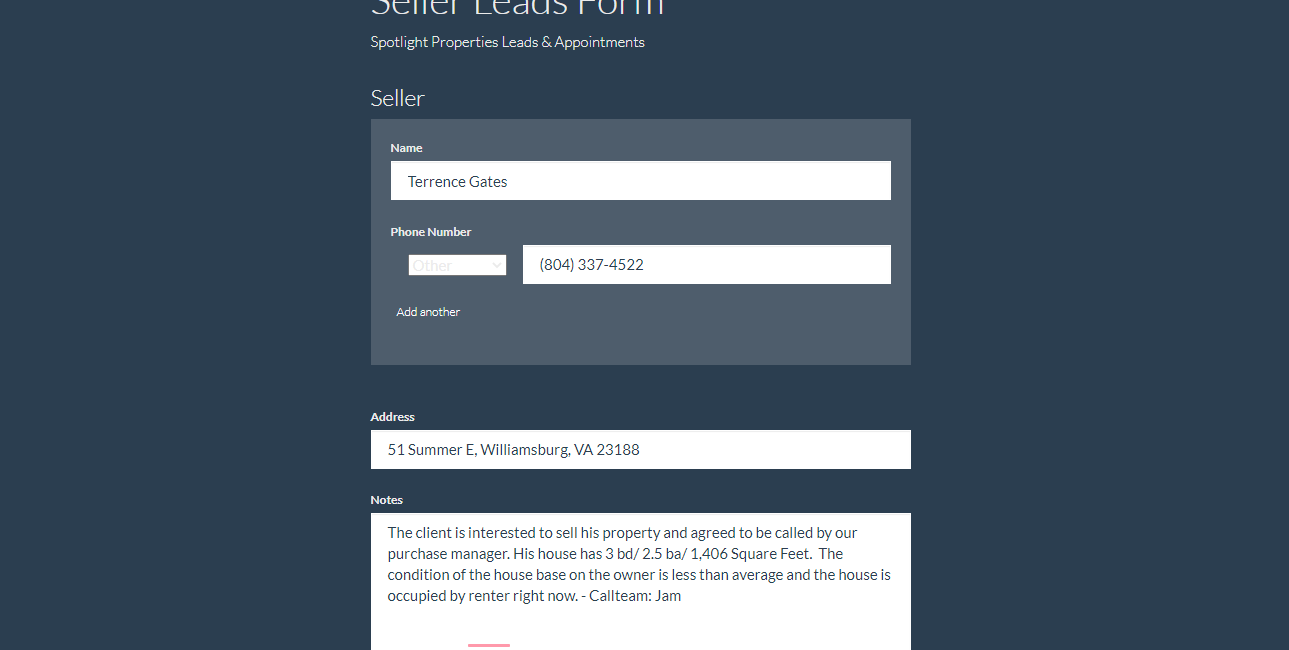 Seller Leads Form
Spotlight Properties Leads & Appointments
Seller
Name
Terrence Gates
Phone Number
Other
(804) 337-4522
Add another
Address
51 Summer E, Williamsburg, VA 23188
Notes
The client is interested to sell his property and agreed to be called by our
purchase manager. His house has 3 bd/ 2.5 ba/ 1,406 Square Feet.  The
condition of the house base on the owner is less than average and the house is
occupied by renter right now. - Callteam: Jam